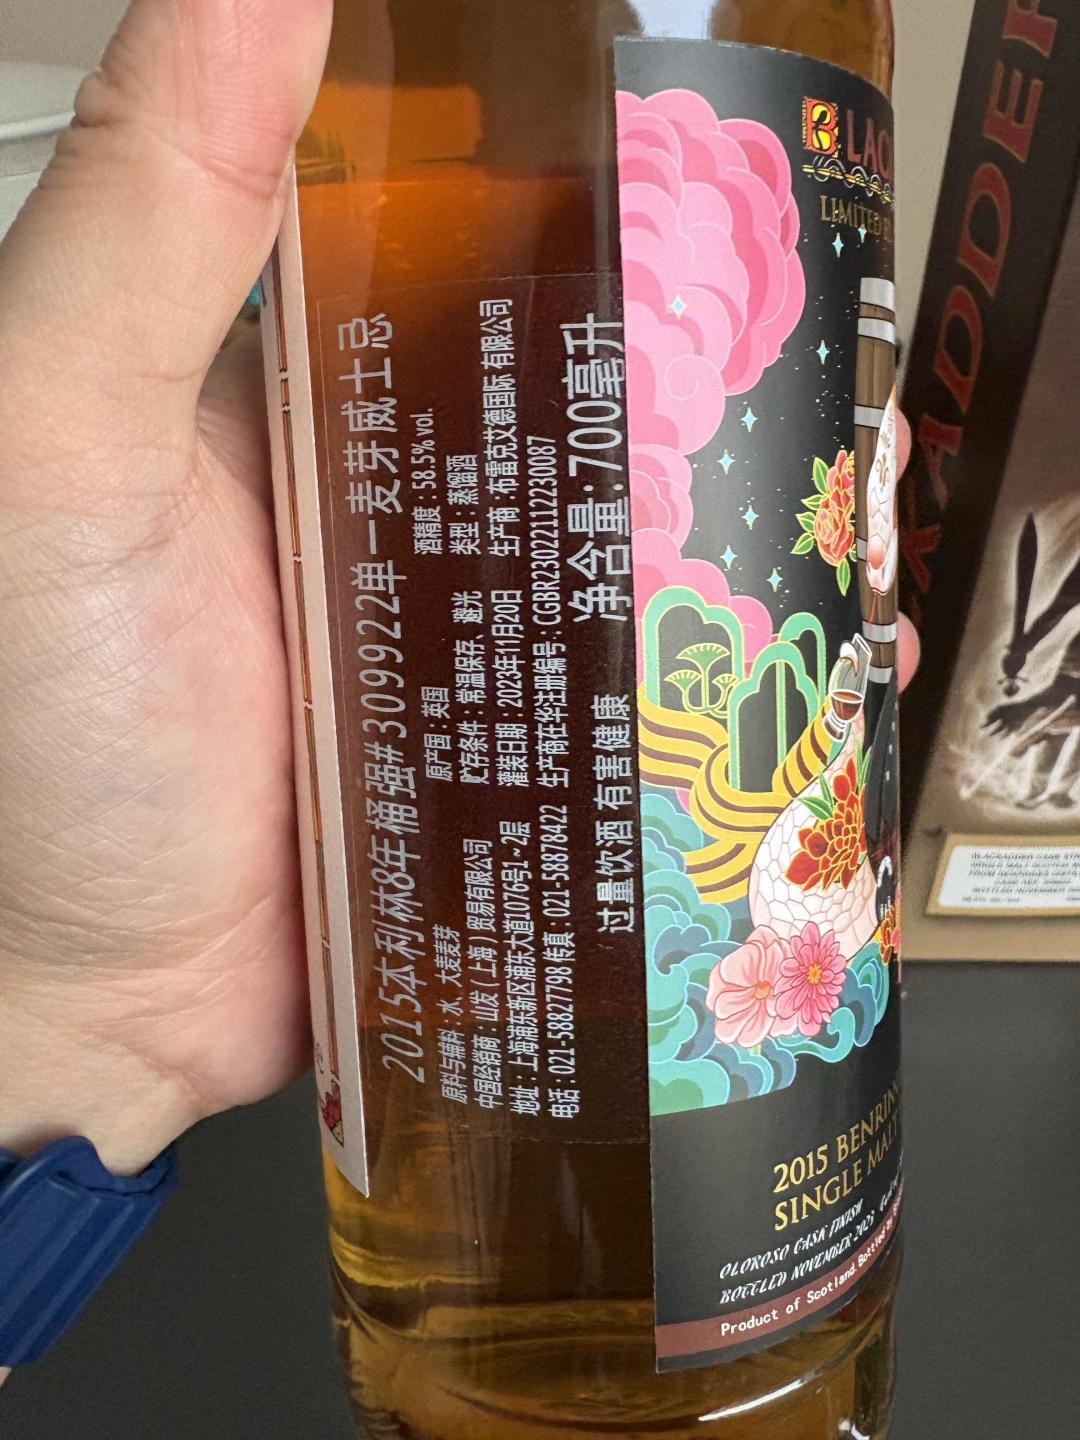 2015本利林8年桶强#309922单一麦芽威士忌
原料与辅料：水、大麦麦芽 原产国：英国 酒精度：58.5% vol.
中国经销商：山发（上海）贸易有限公司 贮存条件：常温保存、避光 类型：蒸馏酒
地址：上海浦东新区浦东大道1076号1~2层 灌装日期：2023年11月20日 生产商：布雷克艾德国际 有限公司
电话：021-58827798 传真：021-58878422 生产商在华注册编号：CGBR23022111230087
过量饮酒 有害健康 净含量:700毫升
BLAC
LIMITED
2015 BENRIN
SINGLE MALT
OLOROSO CASK FINISH
BOTTLED NOVEMBER 2023
Product of Scotland. Bottled by
ADDER